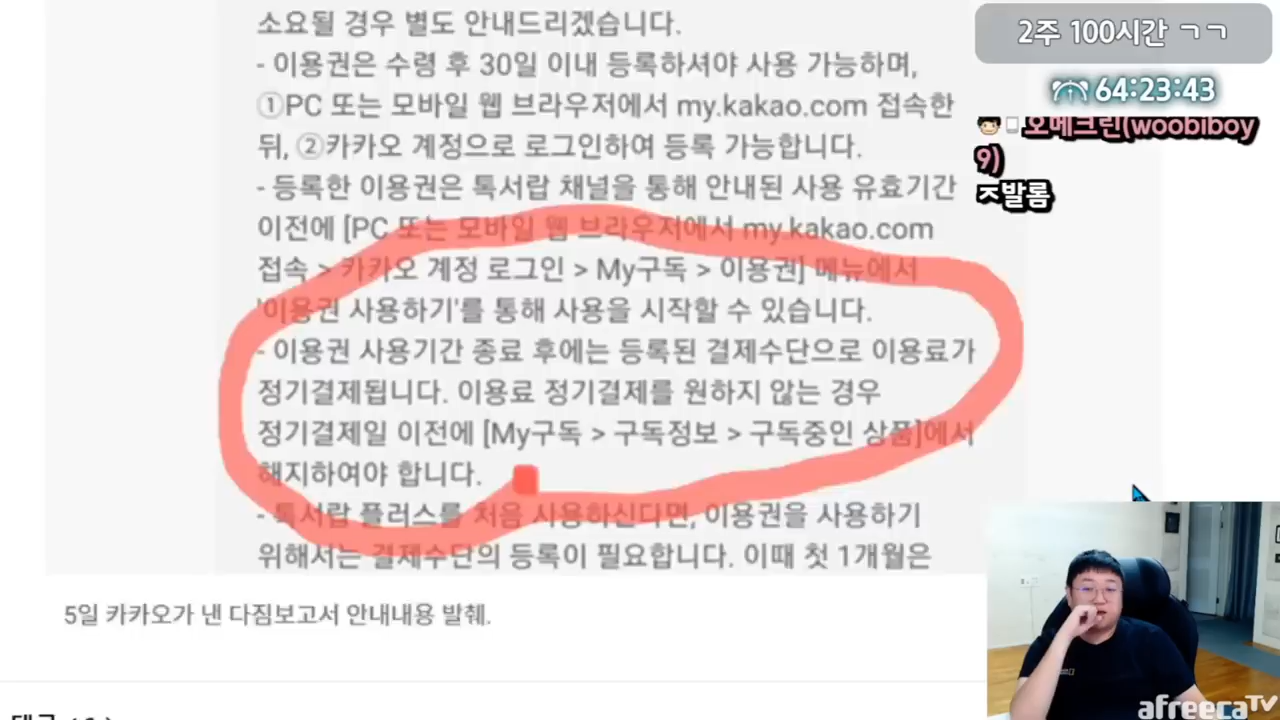 소요될 경우 별도 안내드리겠습니다.
- 이용권은 수령 후 30일 이내 등록하셔야 사용 가능하며,
①PC 또는 모바일 웹 브라우저에서 my.kakao.com 접속한
뒤, ②카카오 계정으로 로그인하여 등록 가능합니다.
- 등록한 이용권은 톡서랍 채널을 통해 안내된 사용 유효기간
이전에 [PC 또는 모바일 웹 브라우저에서 my.kakao.com
접속 > 카카오 계정 로그인 > My구독 > 이용권] 메뉴에서
'이용권 사용하기'를 통해 사용을 시작할 수 있습니다.
- 이용권 사용기간 종료 후에는 등록된 결제수단으로 이용료가
정기결제됩니다. 이용료 정기결제를 원하지 않는 경우
정기결제일 이전에 [My구독 > 구독정보 > 구독중인 상품]에서
해지하여야 합니다.
- 톡서랍 플러스를 처음 사용하신다면, 이용권을 사용하기
위해서는 결제수단의 등록이 필요합니다. 이때 첫 1개월은
5일 카카오가 낸 다짐보고서 안내내용 발췌.
2주 100시간 ㄱㄱ
64:23:43
오메크린(woobiboy
9)
ㅈ발롬
afreecaTV